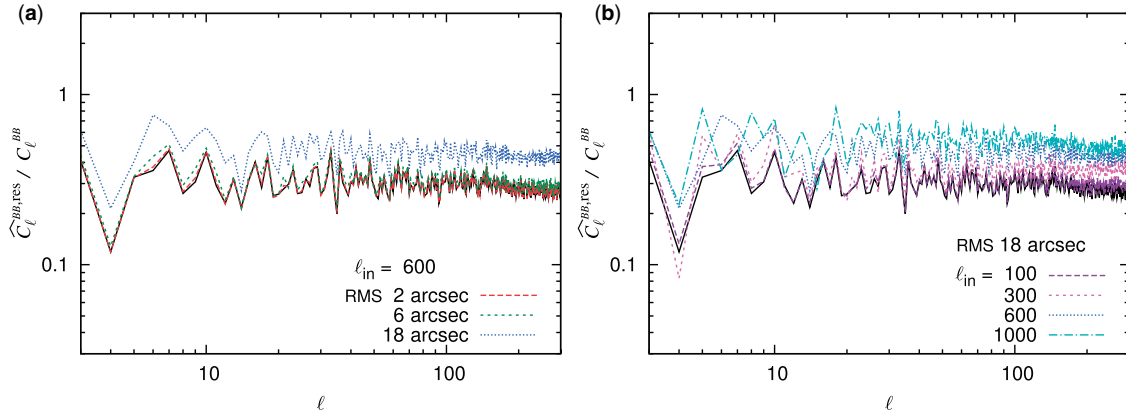 (a)
Ĉ_ℓ^BB,res / C_ℓ^BB
1
0.1
10
100
ℓ
ℓ_in = 600
RMS 2 arcsec
6 arcsec
18 arcsec
(b)
Ĉ_ℓ^BB,res / C_ℓ^BB
1
0.1
10
100
ℓ
RMS 18 arcsec
ℓ_in = 100
300
600
1000